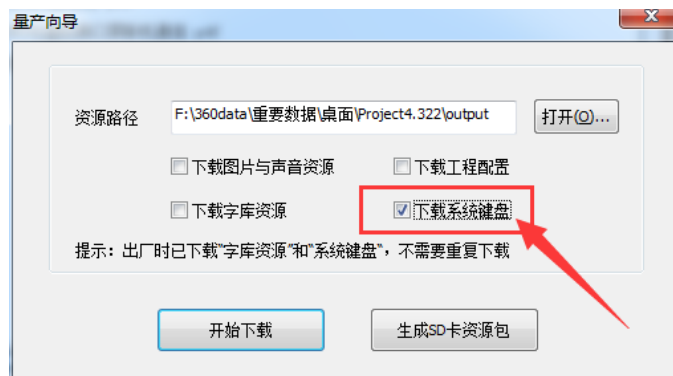 量产向导
资源路径 F:\360data\重要数据\桌面\Project4.322\output 打开(O)...
下载图片与声音资源 下载工程配置
下载字库资源 下载系统键盘
提示：出厂时已下载"字库资源"和"系统键盘"，不需要重复下载
开始下载 生成SD卡资源包